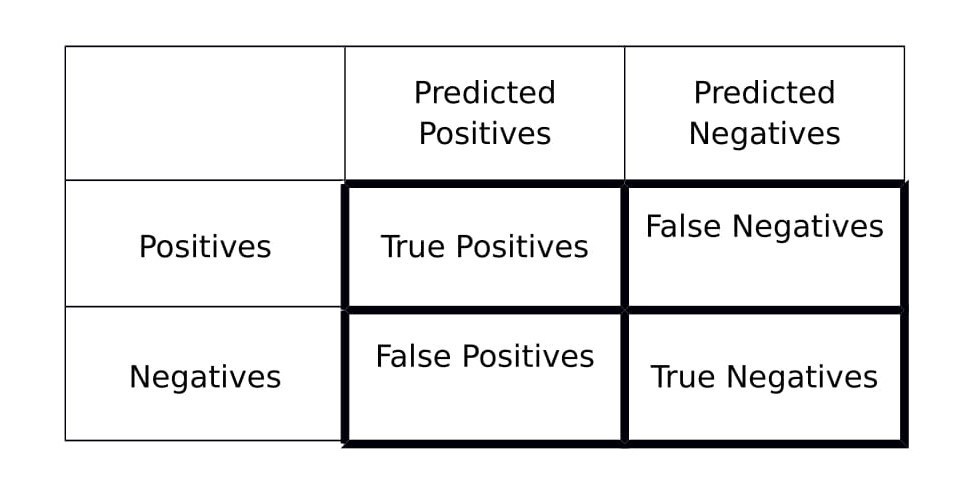 Predicted
Positives
Predicted
Negatives
Positives
True Positives
False Negatives
Negatives
False Positives
True Negatives